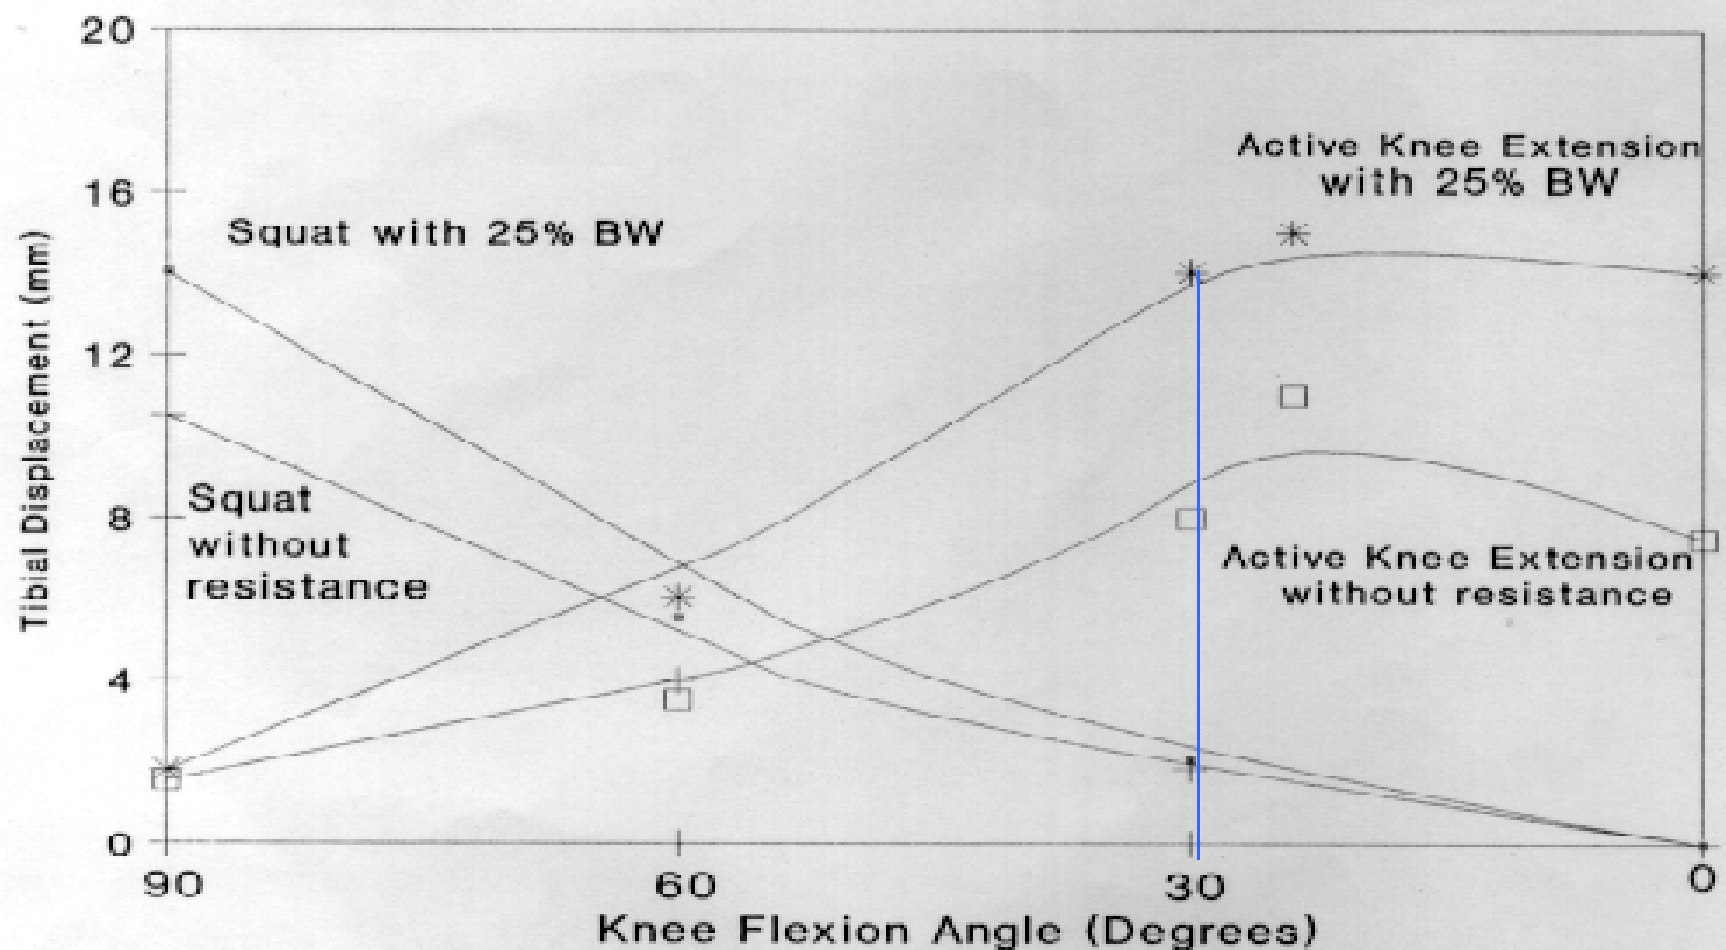 20
Active Knee Extension
with 25% BW
16
Squat with 25% BW
12
Squat
without
resistance
8
Active Knee Extension
without resistance
4
0
90
60
30
0
Knee Flexion Angle (Degrees)
Tibial Displacement (mm)